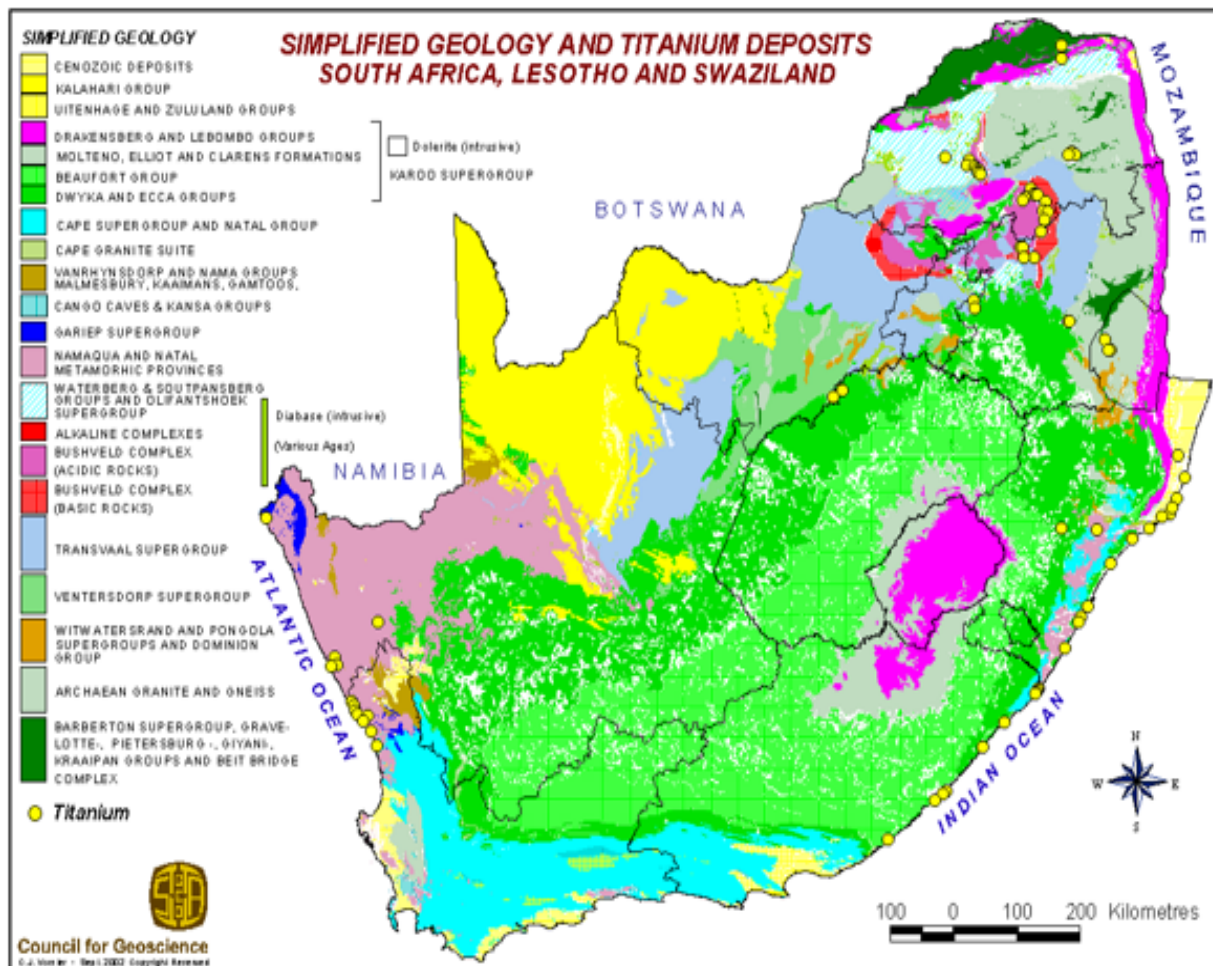 SIMPLIFIED GEOLOGY
CENOZOIC DEPOSITS
KALAHARI GROUP
UITENHAGE AND ZULULAND GROUPS
DRAKENSBERG AND LEBOMBO GROUPS
MOLTENO, ELLIOT AND CLARENS FORMATIONS
BEAUFORT GROUP
DWYKA AND ECCA GROUPS
CAPE SUPERGROUP AND NATAL GROUP
CAPE GRANITE SUITE
VANRHYNSDORP AND NAMA GROUPS
MALMESBURY, KAAIMANS, GAMTOOS,
CANGO CAVES & KANSA GROUPS
GARIEP SUPERGROUP
NAMAQUA AND NATAL
METAMORPHIC PROVINCES
WATERBERG & SOUTPANSBERG
GROUPS AND OLIFANTSHOEK
SUPERGROUP
ALKALINE COMPLEXES
BUSHVELD COMPLEX
(ACIDIC ROCKS)
BUSHVELD COMPLEX
(BASIC ROCKS)
TRANSVAAL SUPERGROUP
VENTERSDORP SUPERGROUP
WITWATERSRAND AND PONGOLA
SUPERGROUPS AND DOMINION
GROUP
ARCHAEAN GRANITE AND GNEISS
BARBERTON SUPERGROUP, GRAVE-
LOTTE-, PIETERSBURG-, GIYANI,
KRAAIPAN GROUPS AND BEIT BRIDGE
COMPLEX
Titanium
Dolerite (intrusive)
KAROO SUPERGROUP
Diabase (intrusive)
(Various Ages)
SIMPLIFIED GEOLOGY AND TITANIUM DEPOSITS
SOUTH AFRICA, LESOTHO AND SWAZILAND
BOTSWANA
MOZAMBIQUE
NAMIBIA
ATLANTIC OCEAN
INDIAN OCEAN
N
W E
S
100 0 100 200 Kilometres
Council for Geoscience
Sept 2002 Copyright Reserved